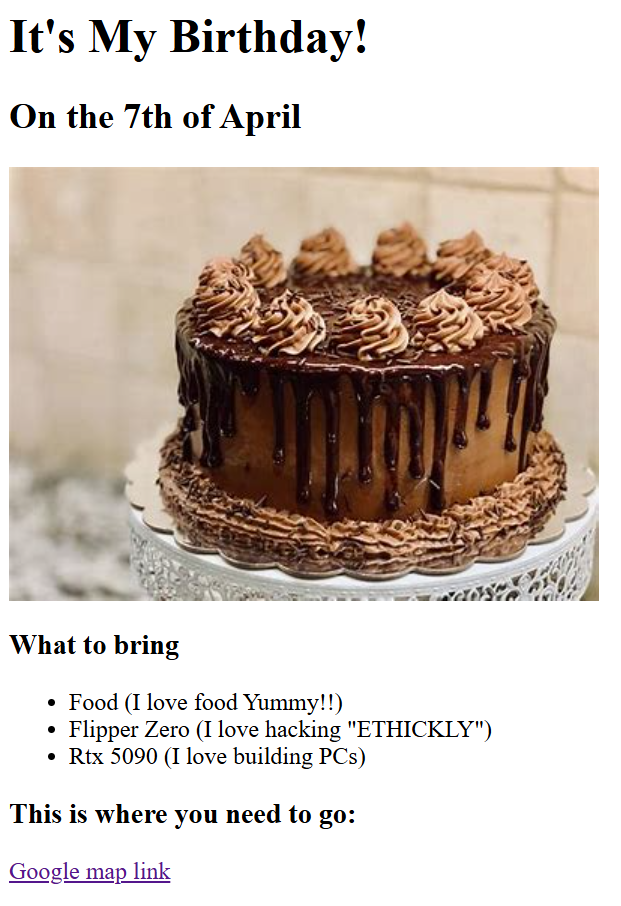 It's My Birthday!
On the 7th of April
What to bring
• Food (I love food Yummy!!)
• Flipper Zero (I love hacking "ETHICKLY")
• Rtx 5090 (I love building PCs)
This is where you need to go:
Google map link